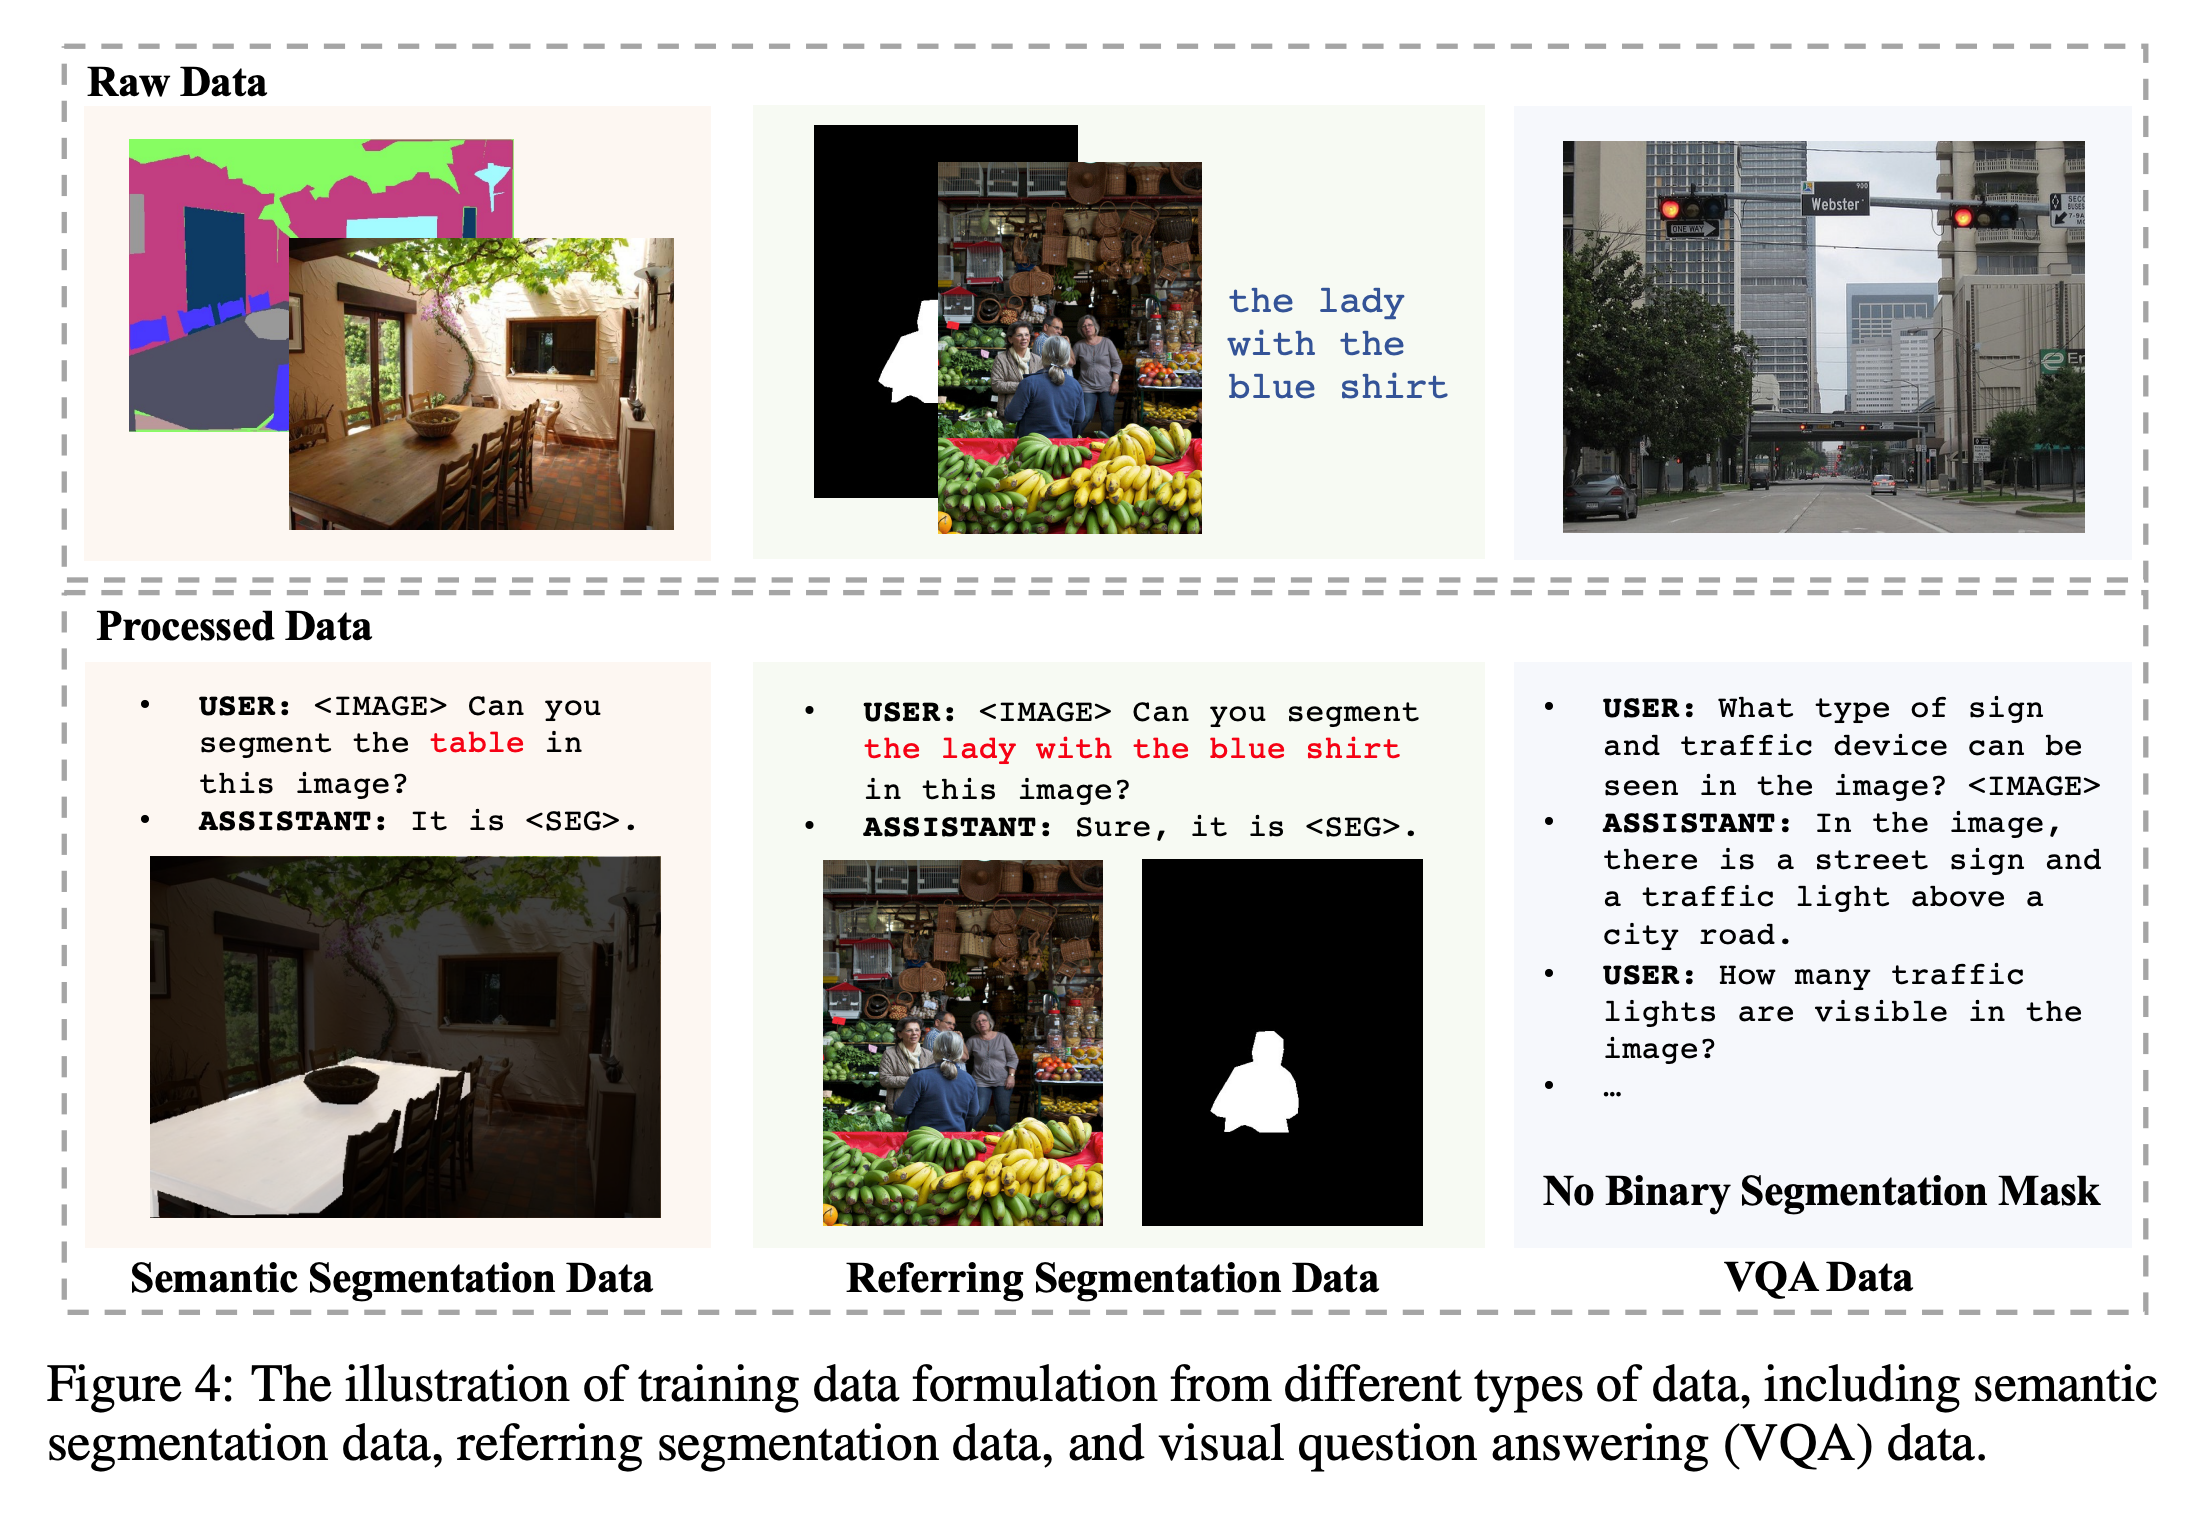 Raw Data
the lady
with the
blue shirt
900
Webster
ONE WAY
SECO
BUSES
7-9A
Er
Processed Data
• USER: <IMAGE> Can you
segment the table in
this image?
• ASSISTANT: It is <SEG>.
Semantic Segmentation Data
• USER: <IMAGE> Can you segment
the lady with the blue shirt
in this image?
• ASSISTANT: Sure, it is <SEG>.
Referring Segmentation Data
• USER: What type of sign
and traffic device can be
seen in the image? <IMAGE>
• ASSISTANT: In the image,
there is a street sign and
a traffic light above a
city road.
• USER: How many traffic
lights are visible in the
image?
• …
No Binary Segmentation Mask
VQA Data
Figure 4: The illustration of training data formulation from different types of data, including semantic
segmentation data, referring segmentation data, and visual question answering (VQA) data.